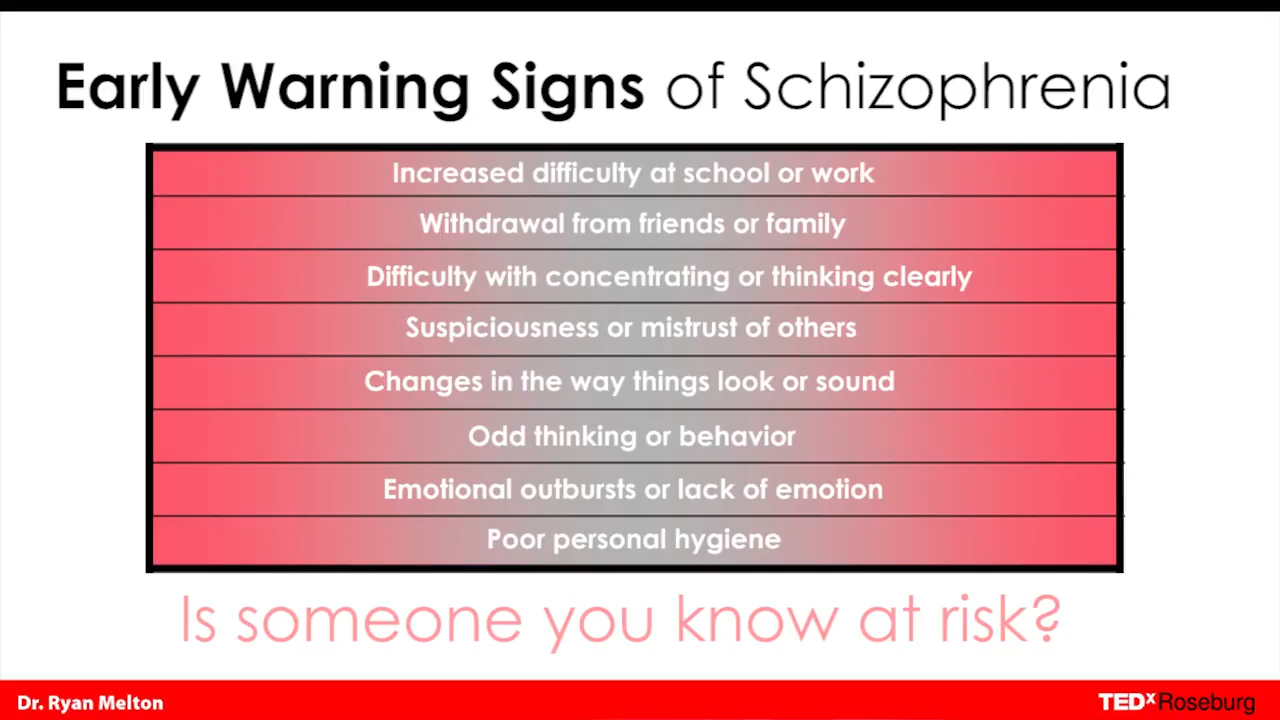 Early Warning Signs of Schizophrenia
Increased difficulty at school or work
Withdrawal from friends or family
Difficulty with concentrating or thinking clearly
Suspiciousness or mistrust of others
Changes in the way things look or sound
Odd thinking or behavior
Emotional outbursts or lack of emotion
Poor personal hygiene
Is someone you know at risk?
Dr. Ryan Melton
TEDxRoseburg